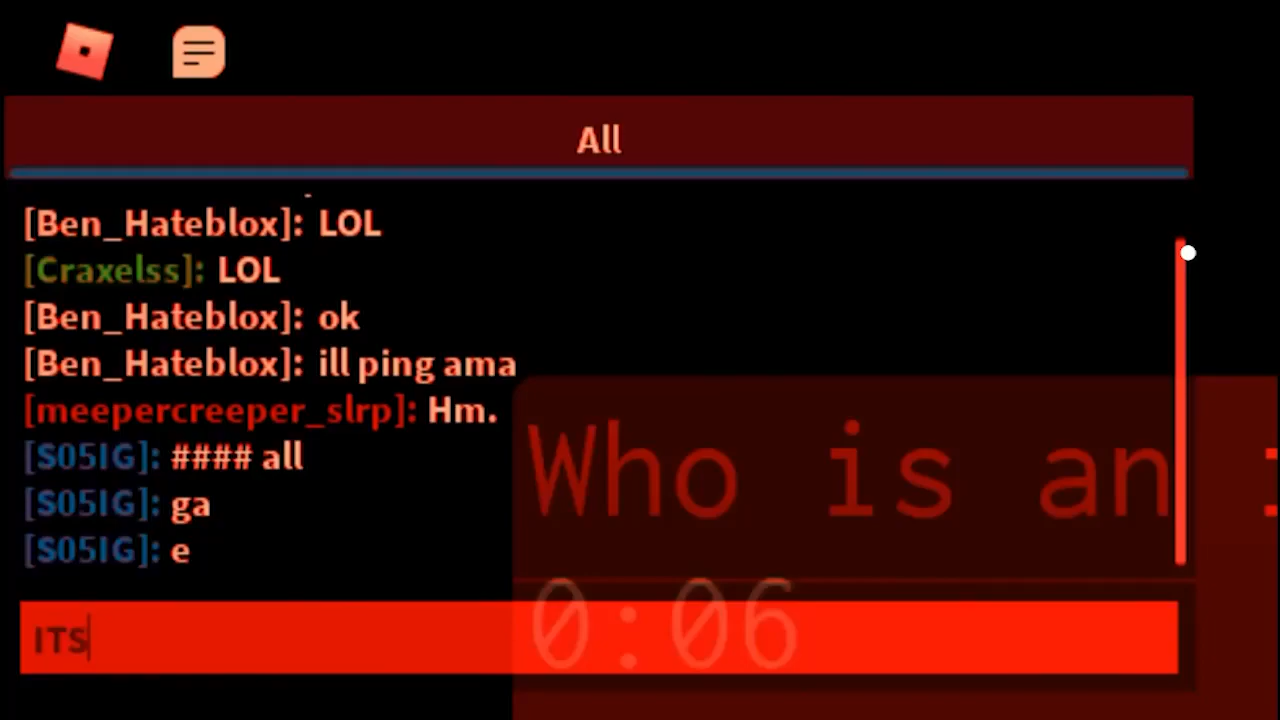 All
[Ben_Hateblox]: LOL
[Craxelss]: LOL
[Ben_Hateblox]: ok
[Ben_Hateblox]: ill ping ama
[meepercreeper_slrp]: Hm.
[S05IG]: #### all
[S05IG]: ga
[S05IG]: e
Who is an
0:06
ITS